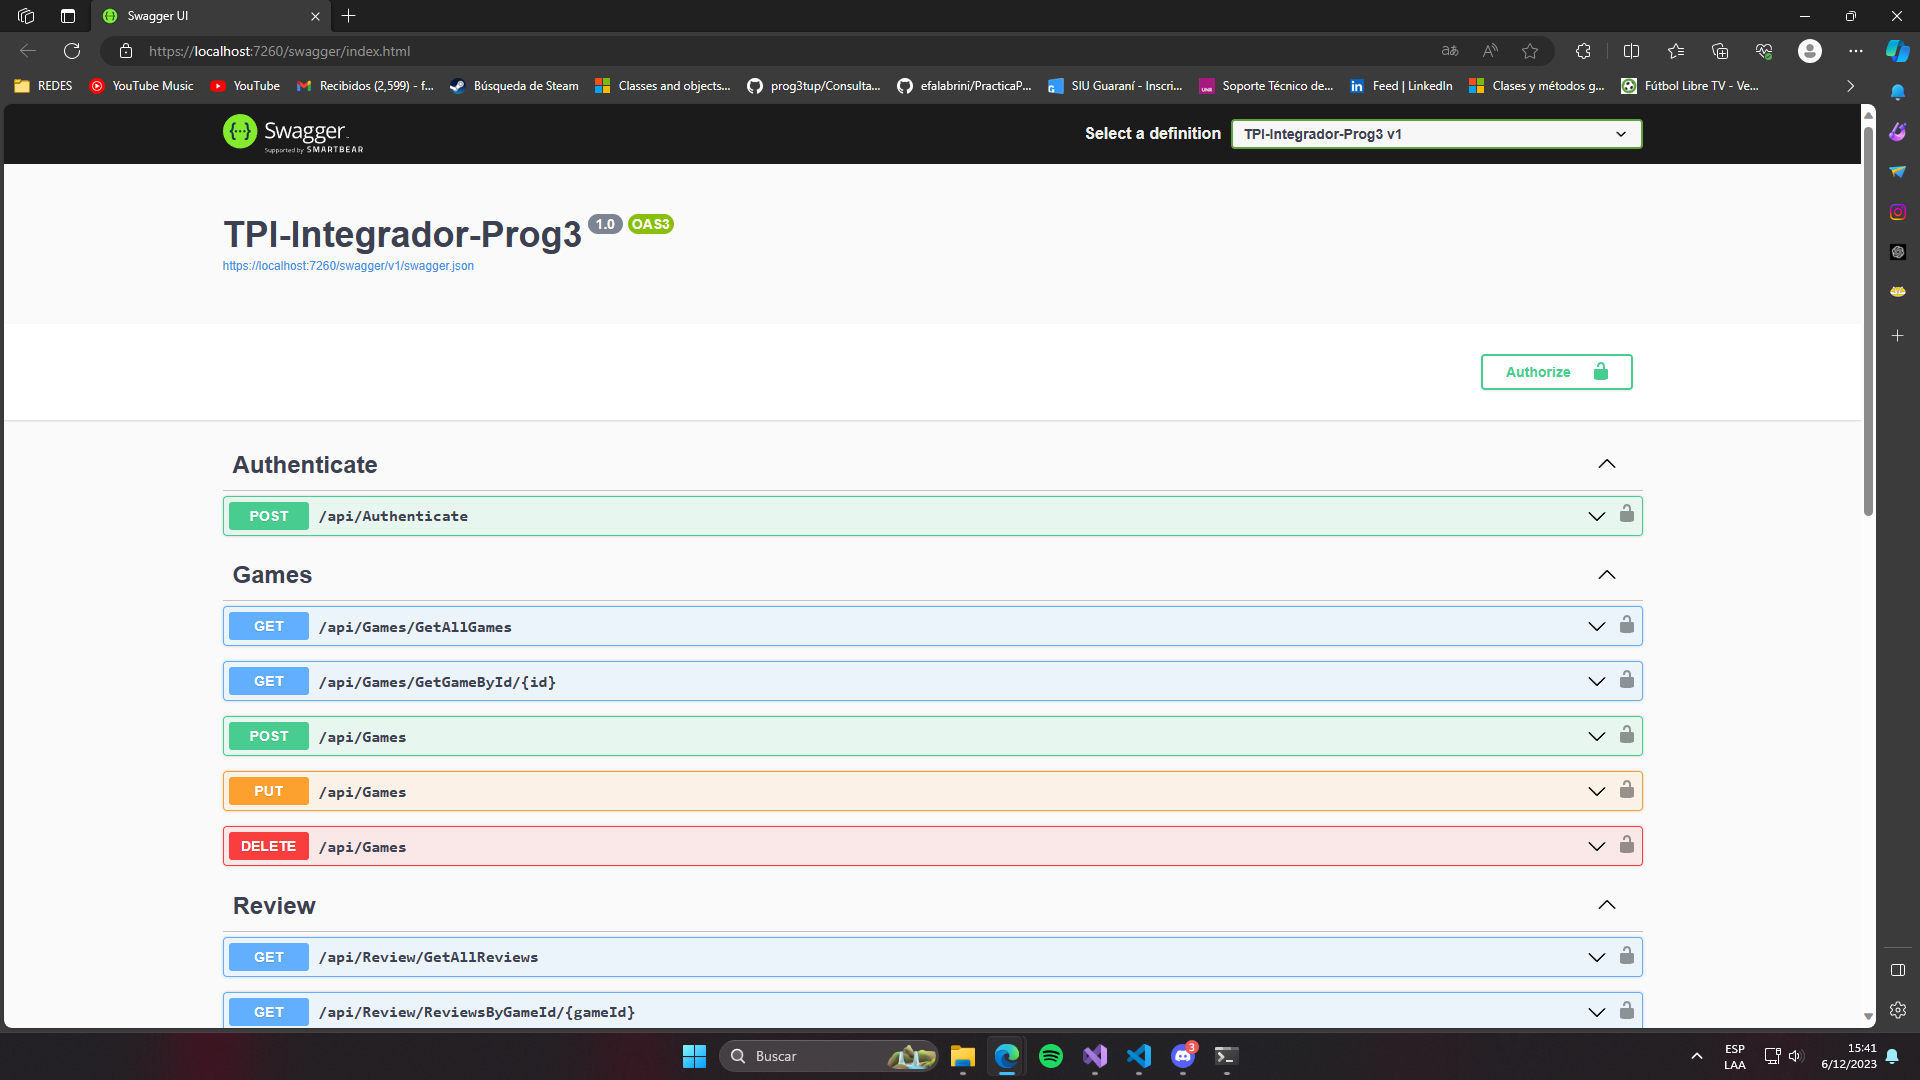 Swagger UI
https://localhost:7260/swagger/index.html
REDES
YouTube Music
YouTube
Recibidos (2,599) - f...
Búsqueda de Steam
Classes and objects...
prog3tup/Consulta...
efalabrini/PracticaP...
SIU Guaraní - Inscri...
Soporte Técnico de...
Feed | LinkedIn
Clases y métodos g...
Fútbol Libre TV - Ve...
Swagger
Supported by SMARTBEAR
Select a definition
TPI-Integrador-Prog3 v1
TPI-Integrador-Prog3 1.0 OAS3
https://localhost:7260/swagger/v1/swagger.json
Authorize
Authenticate
POST /api/Authenticate
Games
GET /api/Games/GetAllGames
GET /api/Games/GetGameById/{id}
POST /api/Games
PUT /api/Games
DELETE /api/Games
Review
GET /api/Review/GetAllReviews
GET /api/Review/ReviewsByGameId/{gameId}
Buscar
3
ESP
LAA
15:41
6/12/2023